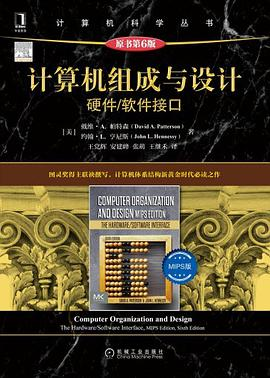 计 算 机 科 学 丛 书
原书第6版
计算机组成与设计
硬件/软件接口
[美] 戴维·A. 帕特森 (David A. Patterson) 著
约翰·L. 亨尼斯 (John L. Hennessy)
王党辉 安建峰 张萌 王继禾 译
图灵奖得主联袂撰写,计算机体系结构新黄金时代必读之作
COMPUTER ORGANIZATION
AND DESIGN MIPS EDITION
THE HARDWARE/SOFTWARE INTERFACE
MIPS版
MK
DAVID A. PATTERSON
JOHN L. HENNESSY
Computer Organization and Design
The Hardware/Software Interface, MIPS Edition, Sixth Edition
机械工业出版社
China Machine Press